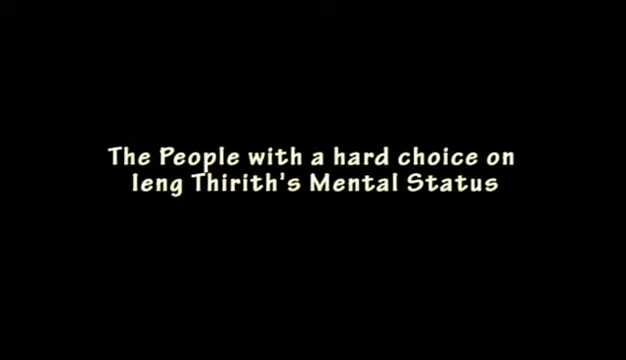 The People with a hard choice on
Ieng Thirith's Mental Status